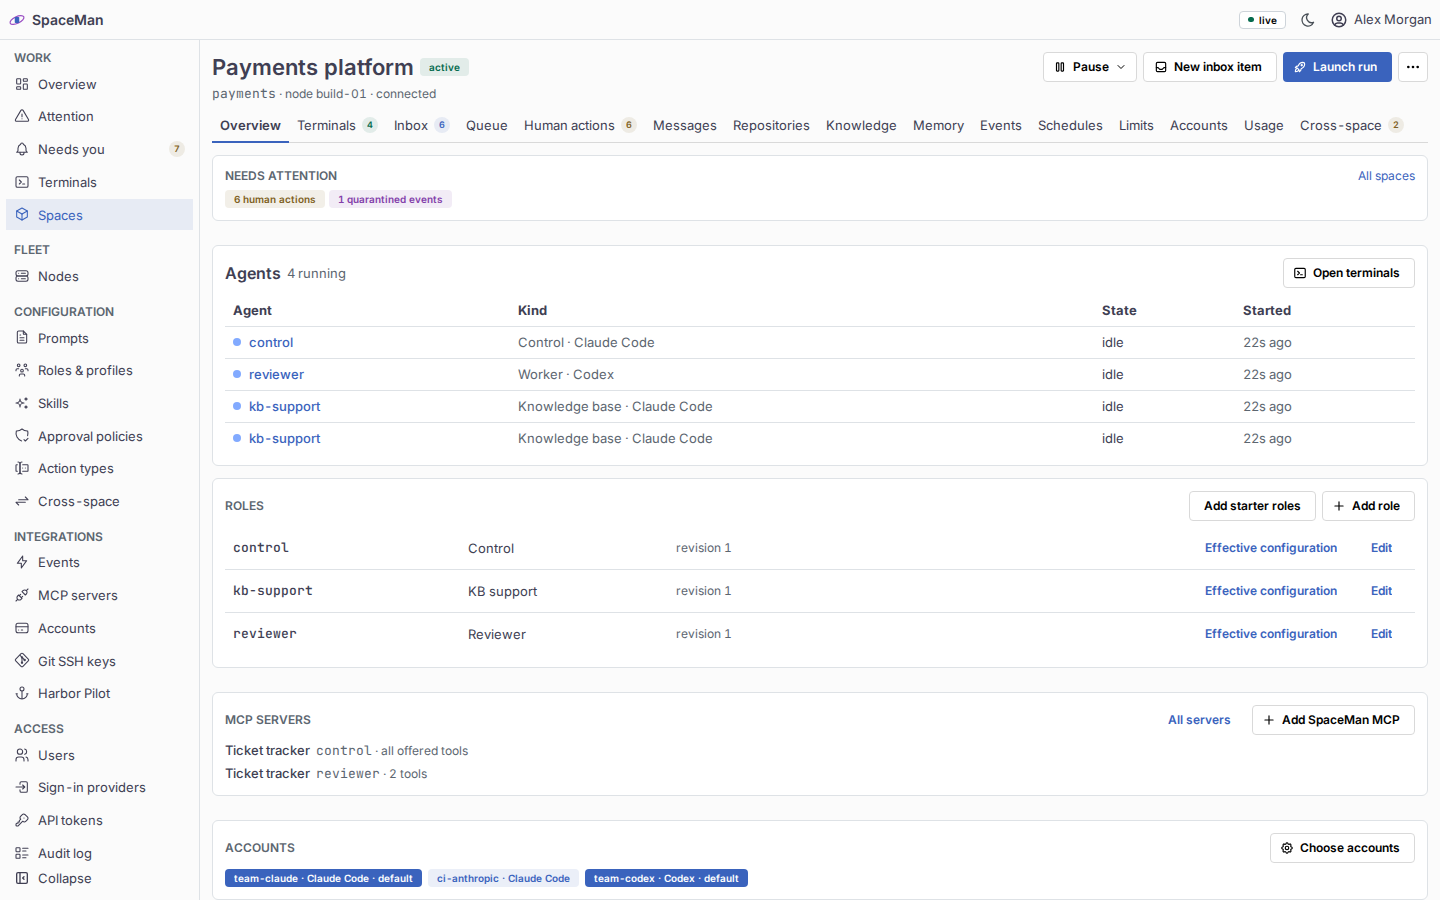 SpaceMan
live
Alex Morgan
WORK
Overview
Attention
Needs you 7
Terminals
Spaces
FLEET
Nodes
CONFIGURATION
Prompts
Roles & profiles
Skills
Approval policies
Action types
Cross-space
INTEGRATIONS
Events
MCP servers
Accounts
Git SSH keys
Harbor Pilot
ACCESS
Users
Sign-in providers
API tokens
Audit log
Collapse
Payments platform active
Pause New inbox item Launch run
payments · node build-01 · connected
Overview Terminals 4 Inbox 6 Queue Human actions 6 Messages Repositories Knowledge Memory Events Schedules Limits Accounts Usage Cross-space 2
NEEDS ATTENTION All spaces
6 human actions 1 quarantined events
Agents 4 running Open terminals
Agent Kind State Started
control Control · Claude Code idle 22s ago
reviewer Worker · Codex idle 22s ago
kb-support Knowledge base · Claude Code idle 22s ago
kb-support Knowledge base · Claude Code idle 22s ago
ROLES Add starter roles Add role
control Control revision 1 Effective configuration Edit
kb-support KB support revision 1 Effective configuration Edit
reviewer Reviewer revision 1 Effective configuration Edit
MCP SERVERS All servers Add SpaceMan MCP
Ticket tracker control · all offered tools
Ticket tracker reviewer · 2 tools
ACCOUNTS Choose accounts
team-claude · Claude Code · default ci-anthropic · Claude Code team-codex · Codex · default